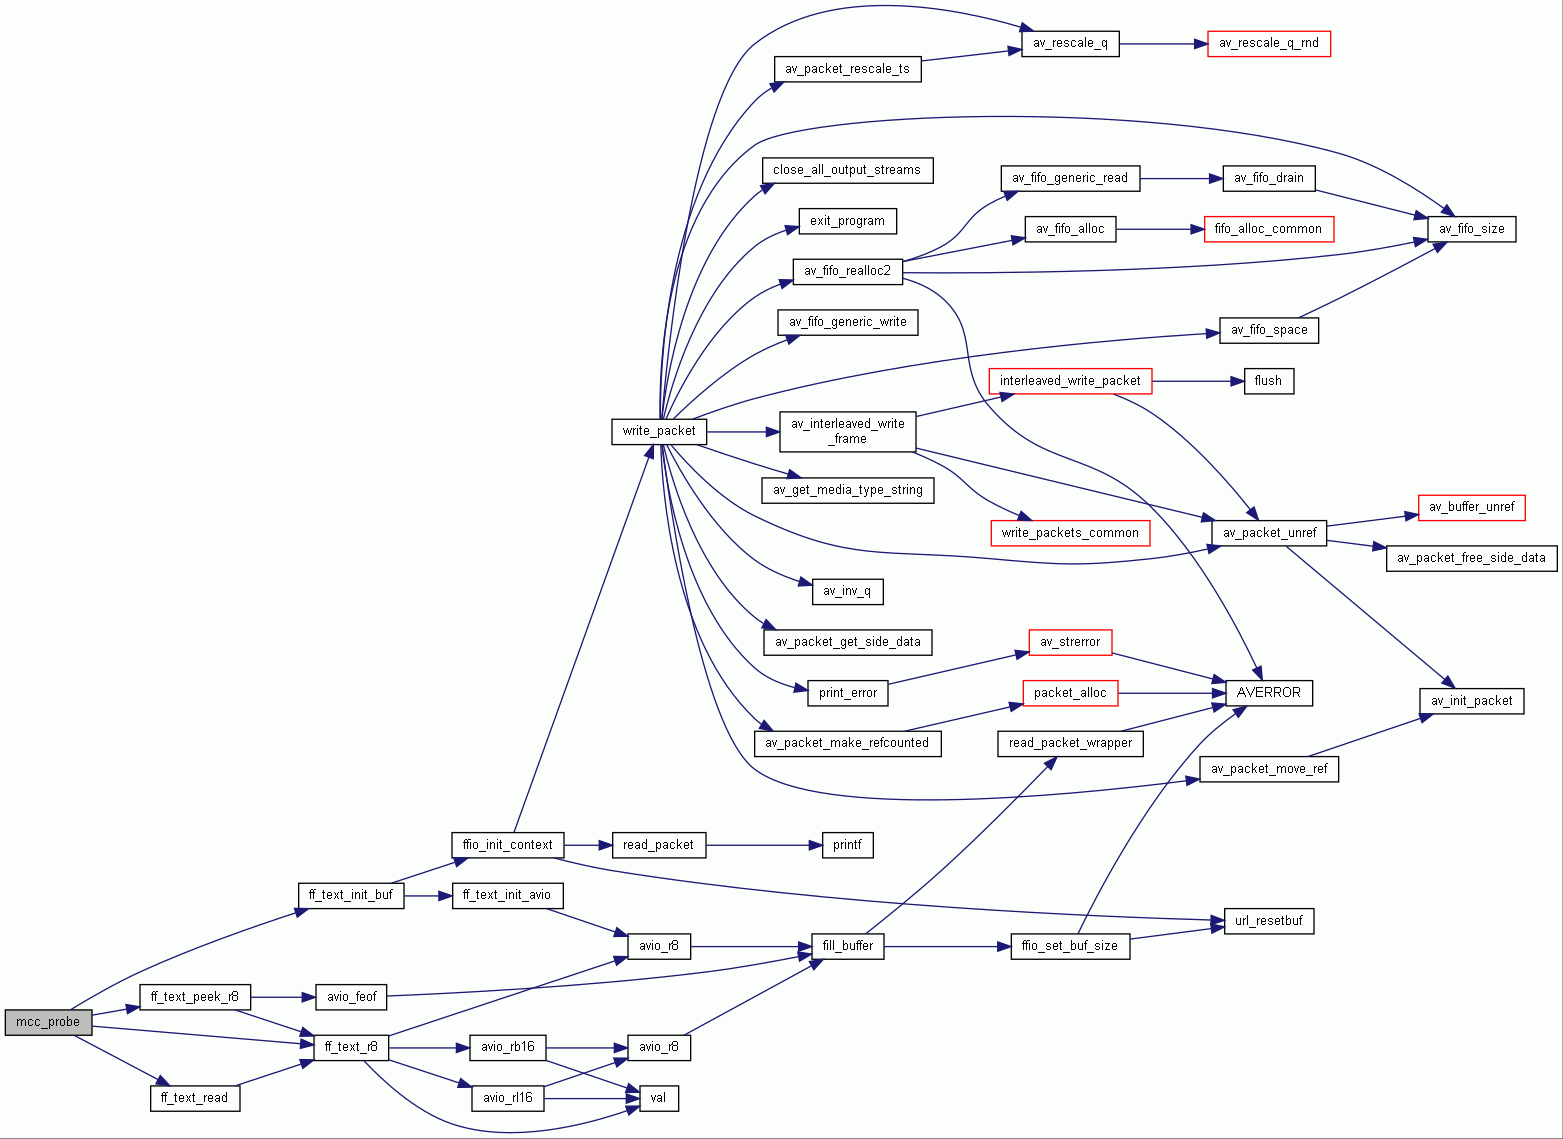 av_rescale_q
av_rescale_q_rnd
av_packet_rescale_ts
close_all_output_streams
av_fifo_generic_read
av_fifo_drain
exit_program
av_fifo_alloc
fifo_alloc_common
av_fifo_size
av_fifo_realloc2
av_fifo_generic_write
av_fifo_space
interleaved_write_packet
flush
write_packet
av_interleaved_write
_frame
av_get_media_type_string
write_packets_common
av_packet_unref
av_buffer_unref
av_packet_free_side_data
av_inv_q
av_packet_get_side_data
av_strerror
print_error
packet_alloc
AVERROR
av_init_packet
av_packet_make_refcounted
read_packet_wrapper
av_packet_move_ref
ffio_init_context
read_packet
printf
ff_text_init_buf
ff_text_init_avio
url_resetbuf
avio_r8
fill_buffer
ffio_set_buf_size
ff_text_peek_r8
avio_feof
mcc_probe
ff_text_r8
avio_rb16
avio_r8
ff_text_read
avio_rl16
val